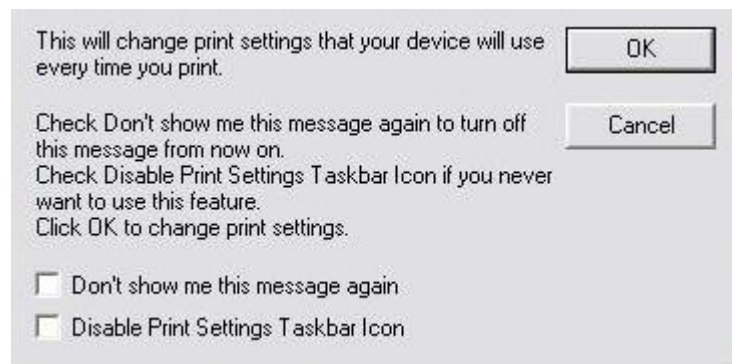 This will change print settings that your device will use
every time you print.
OK
Check Don't show me this message again to turn off
this message from now on.
Cancel
Check Disable Print Settings Taskbar Icon if you never
want to use this feature.
Click OK to change print settings.
Don't show me this message again
Disable Print Settings Taskbar Icon